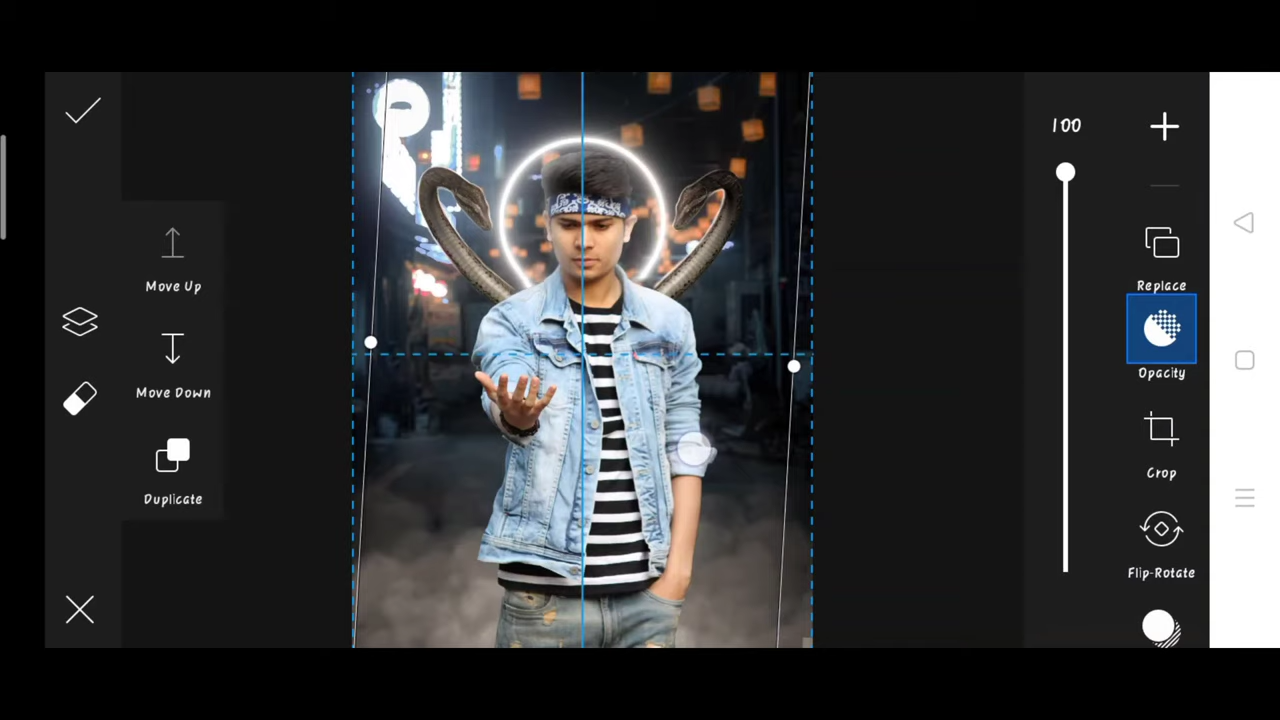 100
Move Up
Replace
Opacity
Move Down
Crop
Duplicate
Flip-Rotate